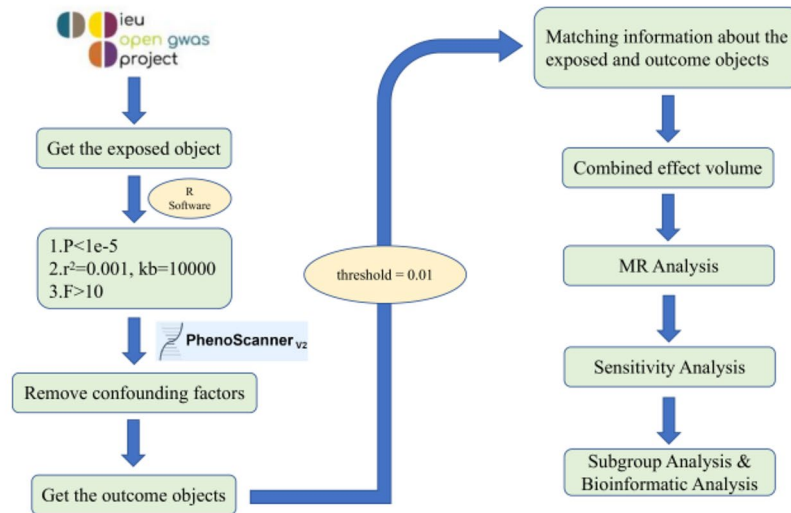 ieu
open gwas
project
Get the exposed object
R
Software
1.P<1e-5
2.r²=0.001, kb=10000
3.F>10
PhenoScanner V2
Remove confounding factors
Get the outcome objects
threshold = 0.01
Matching information about the
exposed and outcome objects
Combined effect volume
MR Analysis
Sensitivity Analysis
Subgroup Analysis &
Bioinformatic Analysis